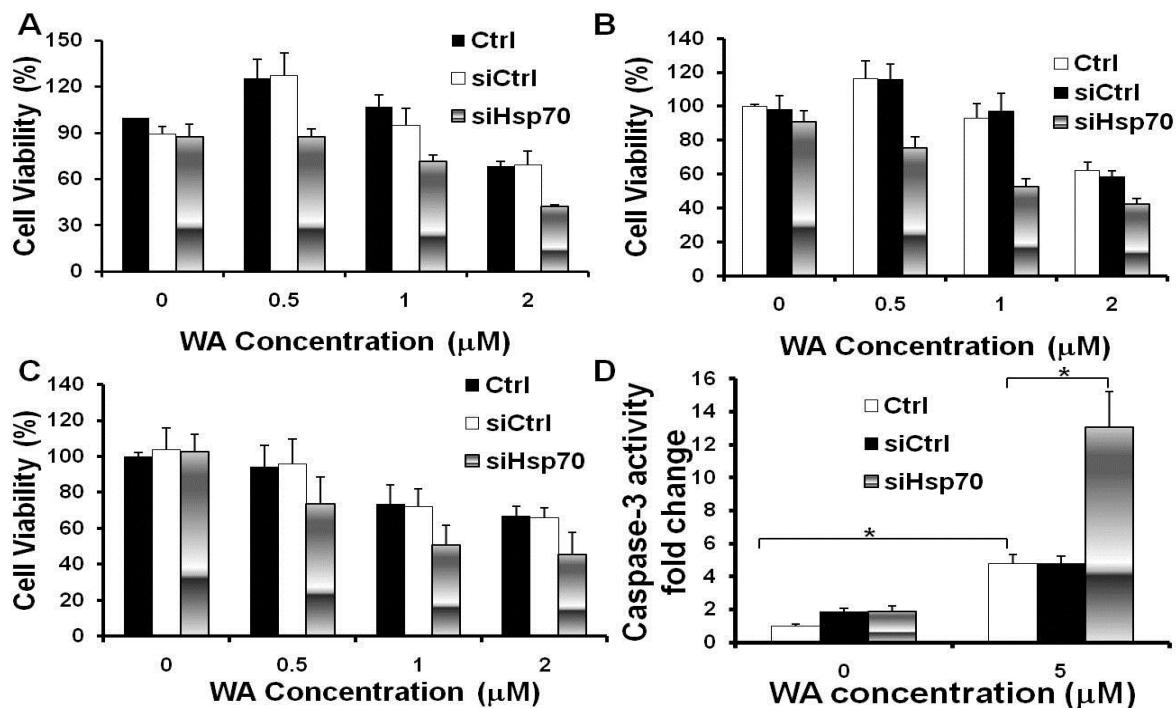 A
Cell Viability (%)
150
120
90
60
30
0
Ctrl
siCtrl
siHsp70
0 0.5 1 2
WA Concentration (μM)
B
Cell Viability (%)
140
120
100
80
60
40
20
0
Ctrl
siCtrl
siHsp70
0 0.5 1 2
WA Concentration (μM)
C
Cell Viability (%)
140
120
100
80
60
40
20
0
Ctrl
siCtrl
siHsp70
0 0.5 1 2
WA Concentration (μM)
D
Caspase-3 activity
fold change
16
14
12
10
8
6
4
2
0
Ctrl
siCtrl
siHsp70
*
*
0 5
WA concentration (μM)